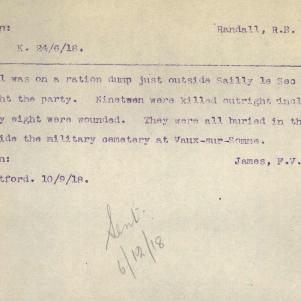 n: Randall, R.B.
K. 24/6/18.
l was on a ration dump just outside Sailly le Sec
ht the party. Nineteen were killed outright incl
y eight were wounded. They were all buried in th
ide the military cemetery at Vaux-sur-Somme.
n: James, F.V.
tford. 10/9/18.
Sent.
6/12/18